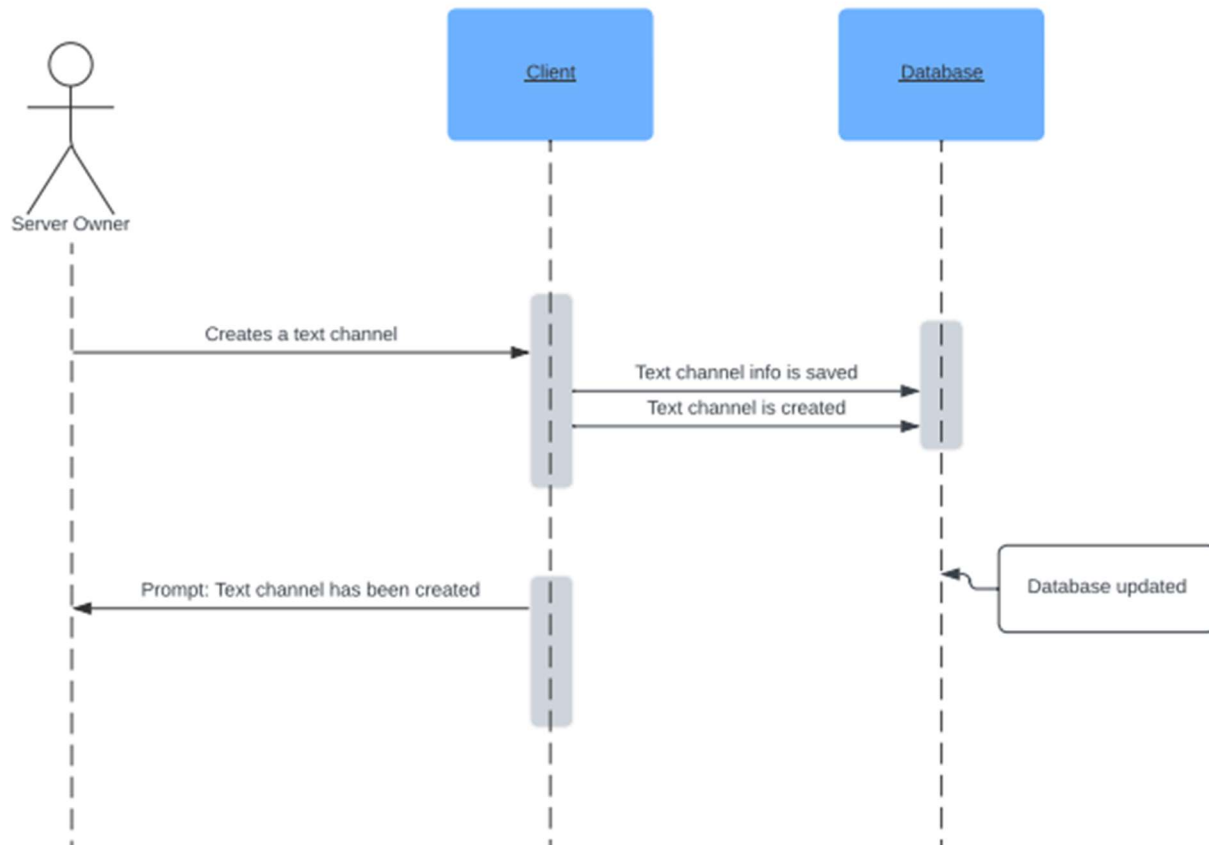 Client
Database
Server Owner
Creates a text channel
Text channel info is saved
Text channel is created
Prompt: Text channel has been created
Database updated